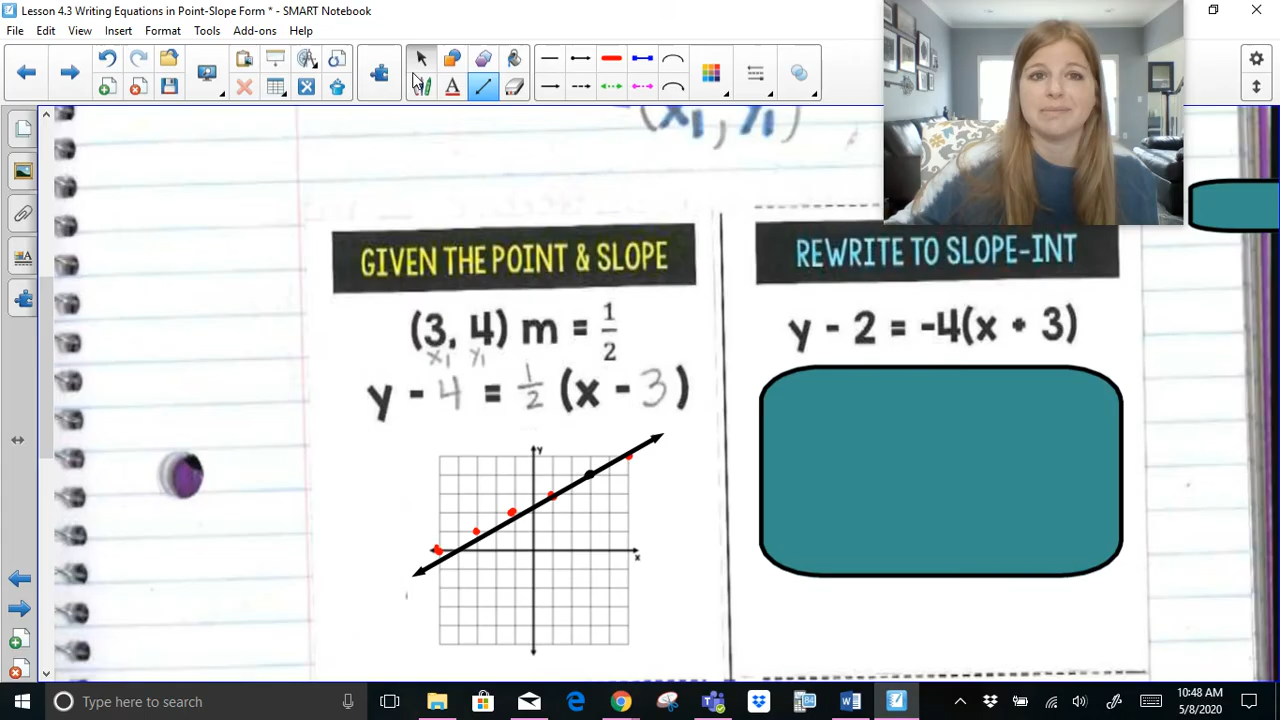 Lesson 4.3 Writing Equations in Point-Slope Form * - SMART Notebook
File Edit View Insert Format Tools Add-ons Help
(x₁, y₁)
GIVEN THE POINT & SLOPE
(3, 4) m = 1/2
x₁ y₁
y - 4 = 1/2 (x - 3)
y
x
REWRITE TO SLOPE-INT
y - 2 = -4(x + 3)
Type here to search
10:48 AM
5/8/2020